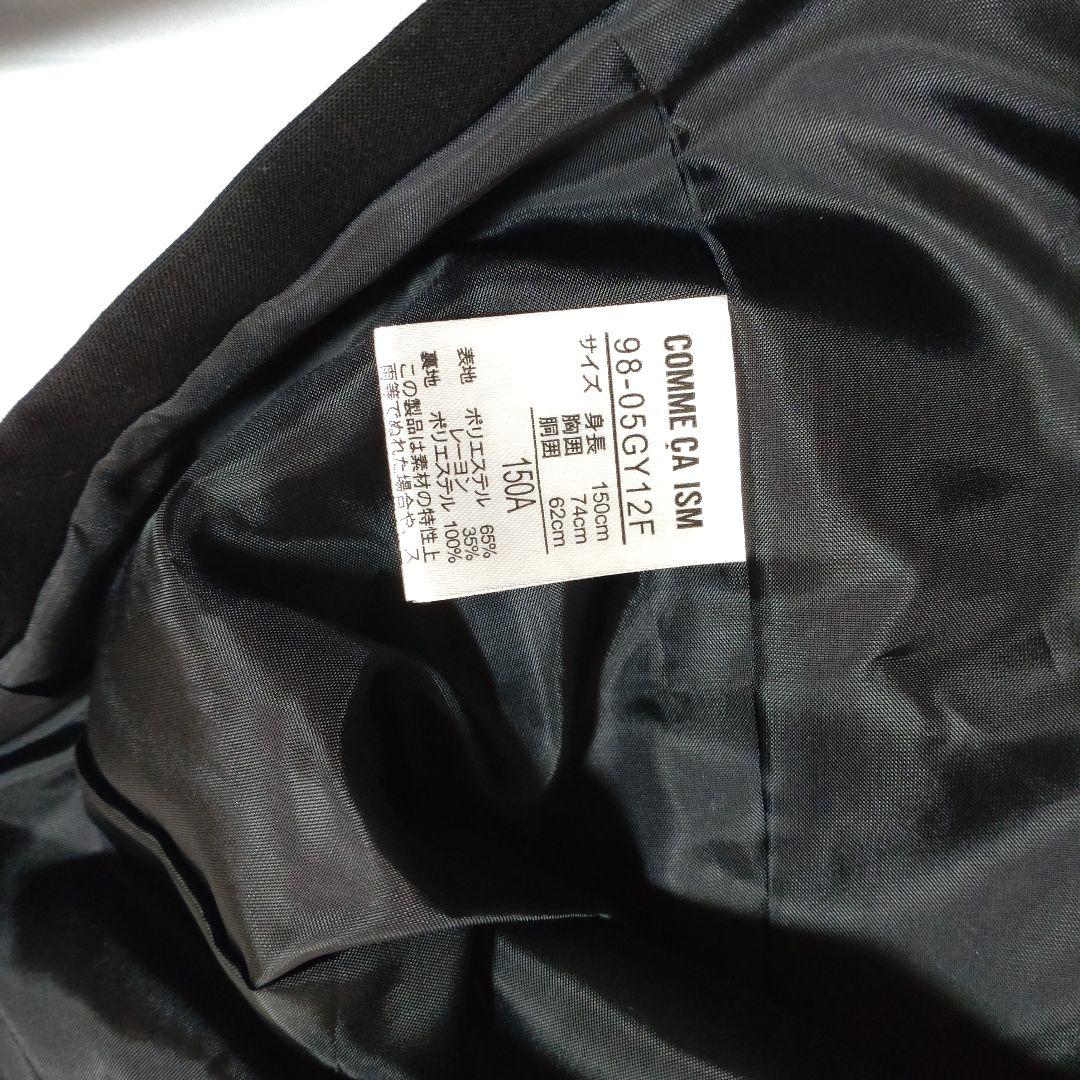 COMME ÇA ISM
98-05GY12F
サイズ 身長 150cm
胸囲 74cm
胴囲 62cm
150A
表地 ポリエステル 65%
レーヨン 35%
裏地 ポリエステル 100%
この製品は素材の特性上
雨等でぬれた場合や、ス